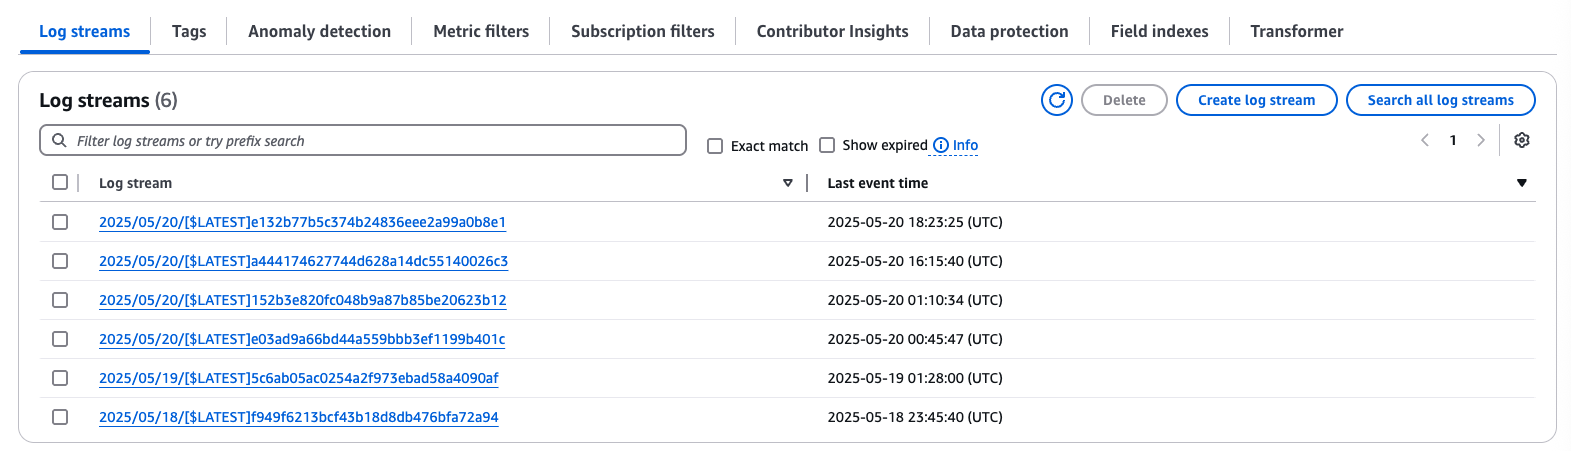 Log streams Tags Anomaly detection Metric filters Subscription filters Contributor Insights Data protection Field indexes Transformer
Log streams (6) Delete Create log stream Search all log streams
Filter log streams or try prefix search Exact match Show expired Info 1
Log stream Last event time
2025/05/20/[$LATEST]e132b77b5c374b24836eee2a99a0b8e1 2025-05-20 18:23:25 (UTC)
2025/05/20/[$LATEST]a444174627744d628a14dc55140026c3 2025-05-20 16:15:40 (UTC)
2025/05/20/[$LATEST]152b3e820fc048b9a87b85be20623b12 2025-05-20 01:10:34 (UTC)
2025/05/20/[$LATEST]e03ad9a66bd44a559bbb3ef1199b401c 2025-05-20 00:45:47 (UTC)
2025/05/19/[$LATEST]5c6ab05ac0254a2f973ebad58a4090af 2025-05-19 01:28:00 (UTC)
2025/05/18/[$LATEST]f949f6213bcf43b18d8db476bfa72a94 2025-05-18 23:45:40 (UTC)